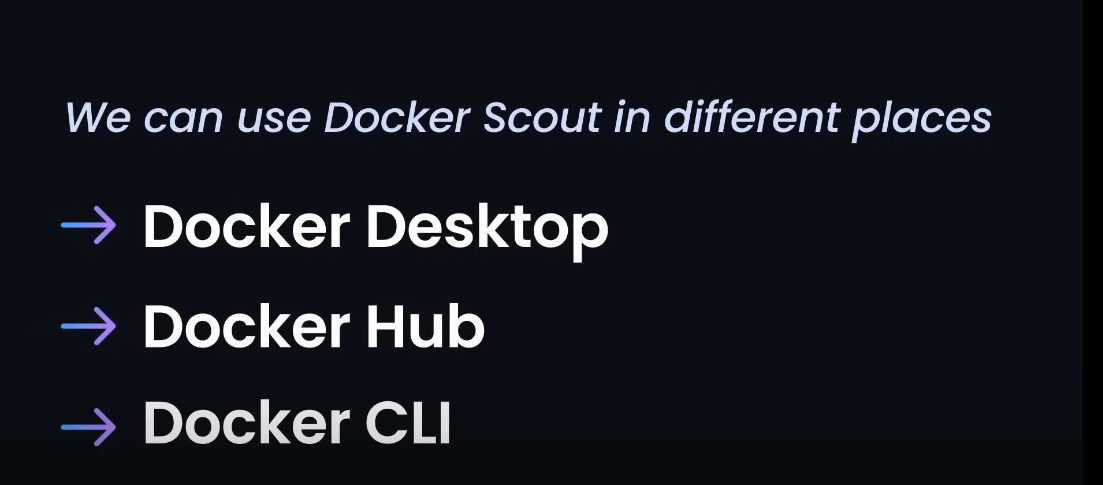 We can use Docker Scout in different places
→ Docker Desktop
→ Docker Hub
→ Docker CLI